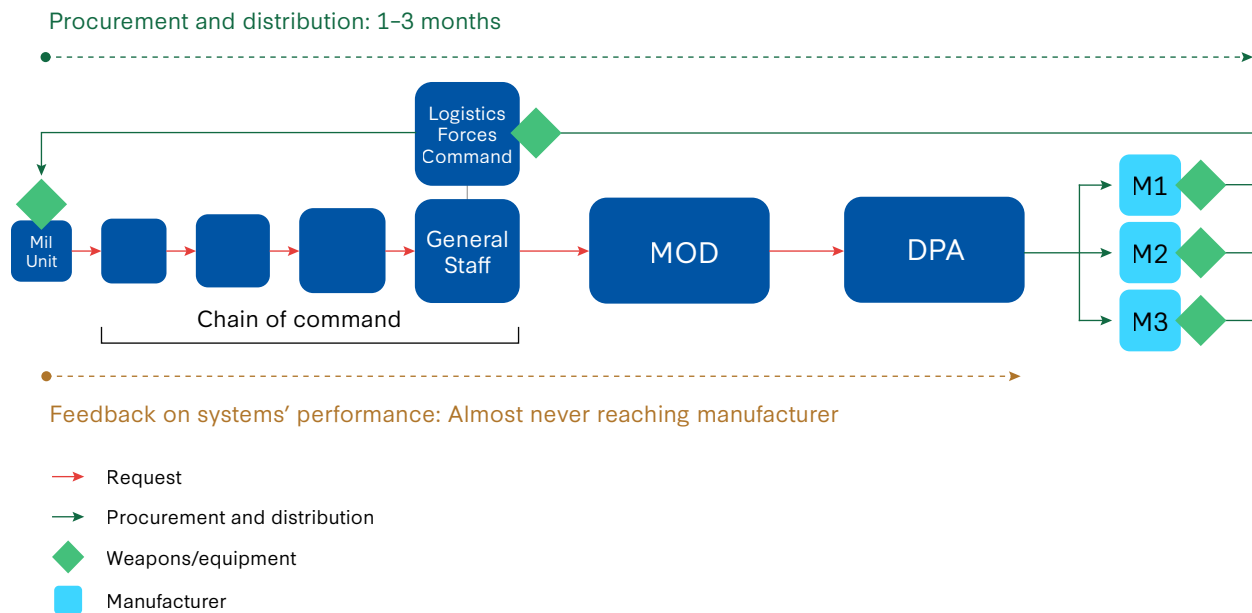 Procurement and distribution: 1–3 months
Logistics
Forces
Command
Mil
Unit
General
Staff
MOD
DPA
M1
M2
M3
Chain of command
Feedback on systems’ performance: Almost never reaching manufacturer
Request
Procurement and distribution
Weapons/equipment
Manufacturer